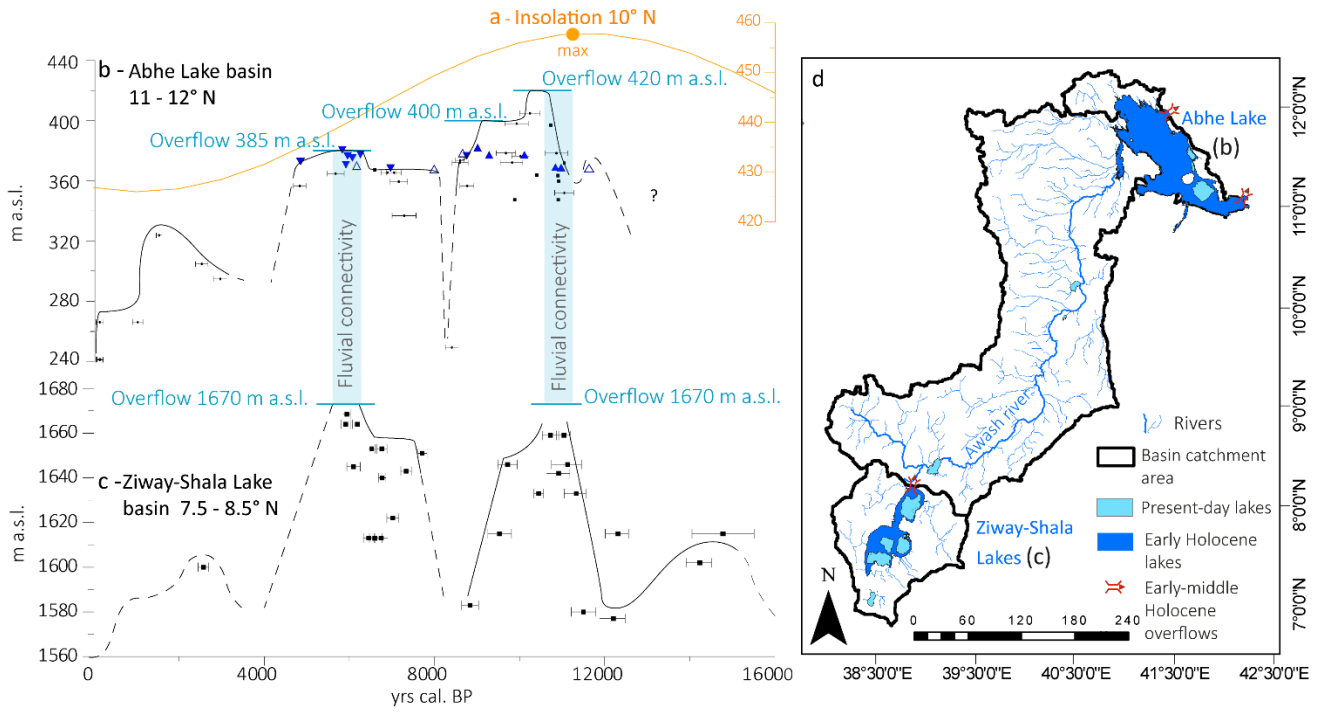 a - Insolation 10° N
max
460
455
450
445
440
435
430
425
420
b - Abhe Lake basin
11 - 12° N
Overflow 420 m a.s.l.
Overflow 400 m a.s.l.
Overflow 385 m a.s.l.
440
400
360
320
280
240
m a.s.l.
?
Fluvial connectivity
Fluvial connectivity
Overflow 1670 m a.s.l.
Overflow 1670 m a.s.l.
c -Ziway-Shala Lake
basin 7.5 - 8.5° N
1680
1660
1640
1620
1600
1580
1560
m a.s.l.
0
4000
8000
12000
16000
yrs cal. BP
d
Abhe Lake
(b)
Awash river
Ziway-Shala
Lakes (c)
Rivers
Basin catchment
area
Present-day lakes
Early Holocene
lakes
Early-middle
Holocene
overflows
N
0 60 120 180 240
12°0'0"N
11°0'0"N
10°0'0"N
9°0'0"N
8°0'0"N
7°0'0"N
38°30'0"E
39°30'0"E
40°30'0"E
41°30'0"E
42°30'0"E